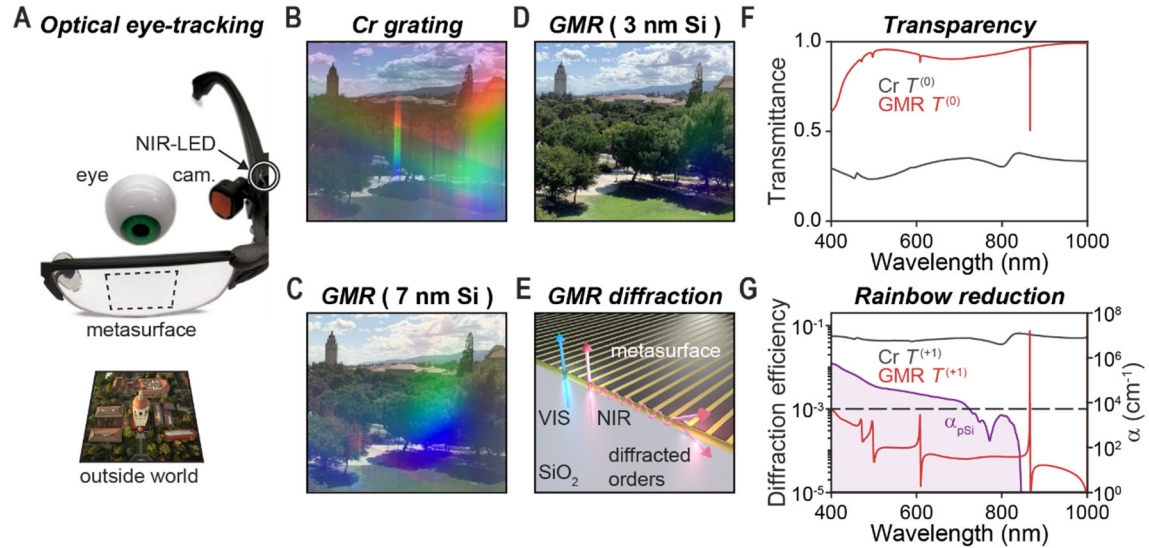 A Optical eye-tracking
NIR-LED
eye
cam.
metasurface
outside world
B Cr grating
C GMR ( 7 nm Si )
D GMR ( 3 nm Si )
E GMR diffraction
metasurface
VIS
NIR
SiO2
diffracted
orders
F Transparency
Transmittance
1.0
0.5
0.0
Cr T(0)
GMR T(0)
400
600
800
1000
Wavelength (nm)
G Rainbow reduction
Diffraction efficiency
10-1
10-3
10-5
Cr T(+1)
GMR T(+1)
αpSi
108
106
104
102
100
α (cm-1)
400
600
800
1000
Wavelength (nm)